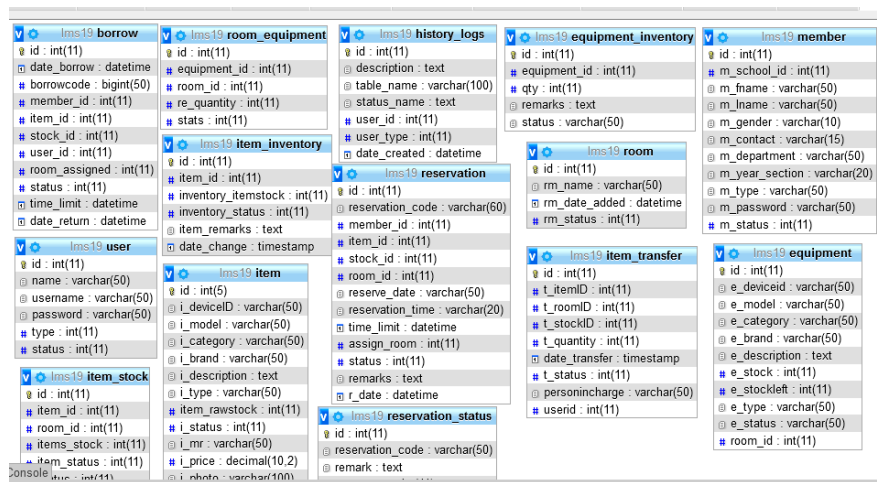 lms19 borrow
id : int(11)
date_borrow : datetime
borrowcode : bigint(50)
member_id : int(11)
item_id : int(11)
stock_id : int(11)
user_id : int(11)
room_assigned : int(11)
status : int(11)
time_limit : datetime
date_return : datetime
lms19 user
id : int(11)
name : varchar(50)
username : varchar(50)
password : varchar(50)
type : int(11)
status : int(11)
lms19 item_stock
id : int(11)
item_id : int(11)
room_id : int(11)
items_stock : int(11)
item_status : int(11)
Console
lms19 room_equipment
id : int(11)
equipment_id : int(11)
room_id : int(11)
re_quantity : int(11)
stats : int(11)
lms19 item_inventory
id : int(11)
item_id : int(11)
inventory_itemstock : int(11)
inventory_status : int(11)
item_remarks : text
date_change : timestamp
lms19 item
id : int(5)
i_deviceID : varchar(50)
i_model : varchar(50)
i_category : varchar(50)
i_brand : varchar(50)
i_description : text
i_type : varchar(50)
item_rawstock : int(11)
i_status : int(11)
i_mr : varchar(50)
i_price : decimal(10,2)
i_photo : varchar(100)
lms19 history_logs
id : int(11)
description : text
table_name : varchar(100)
status_name : text
user_id : int(11)
user_type : int(11)
date_created : datetime
lms19 reservation
id : int(11)
reservation_code : varchar(60)
member_id : int(11)
item_id : int(11)
stock_id : int(11)
room_id : int(11)
reserve_date : varchar(50)
reservation_time : varchar(20)
time_limit : datetime
assign_room : int(11)
status : int(11)
remarks : text
r_date : datetime
lms19 reservation_status
id : int(11)
reservation_code : varchar(50)
remark : text
lms19 equipment_inventory
id : int(11)
equipment_id : int(11)
qty : int(11)
remarks : text
status : varchar(50)
lms19 room
id : int(11)
rm_name : varchar(50)
rm_date_added : datetime
rm_status : int(11)
lms19 item_transfer
id : int(11)
t_itemID : int(11)
t_roomID : int(11)
t_stockID : int(11)
t_quantity : int(11)
date_transfer : timestamp
t_status : int(11)
personincharge : varchar(50)
userid : int(11)
lms19 member
id : int(11)
m_school_id : int(11)
m_fname : varchar(50)
m_lname : varchar(50)
m_gender : varchar(10)
m_contact : varchar(15)
m_department : varchar(50)
m_year_section : varchar(20)
m_type : varchar(50)
m_password : varchar(50)
m_status : int(11)
lms19 equipment
id : int(11)
e_deviceid : varchar(50)
e_model : varchar(50)
e_category : varchar(50)
e_brand : varchar(50)
e_description : text
e_stock : int(11)
e_stockleft : int(11)
e_type : varchar(50)
e_status : varchar(50)
room_id : int(11)